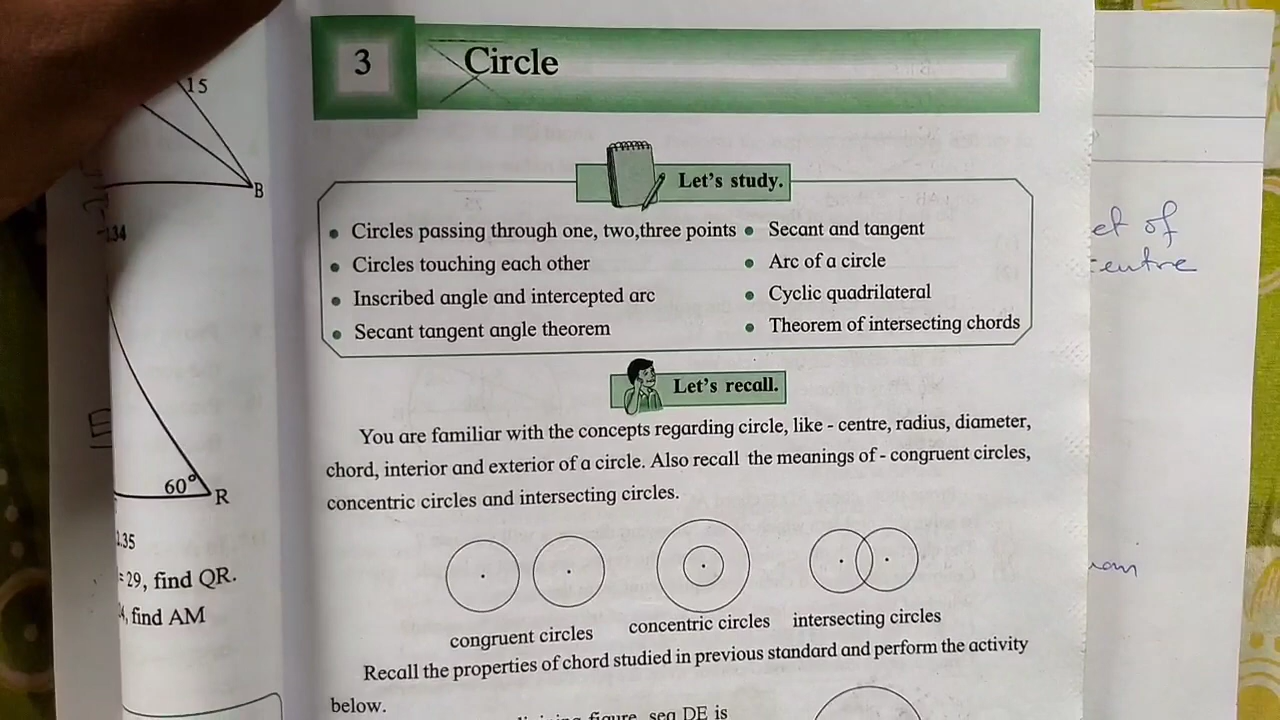 3 Circle
Let's study.
• Circles passing through one, two,three points • Secant and tangent
• Circles touching each other • Arc of a circle
• Inscribed angle and intercepted arc • Cyclic quadrilateral
• Secant tangent angle theorem • Theorem of intersecting chords
Let's recall.
You are familiar with the concepts regarding circle, like - centre, radius, diameter,
chord, interior and exterior of a circle. Also recall the meanings of - congruent circles,
concentric circles and intersecting circles.
congruent circles concentric circles intersecting circles
Recall the properties of chord studied in previous standard and perform the activity
below.
figure, seg DE is
15
B
60°
R
29, find QR.
find AM
of